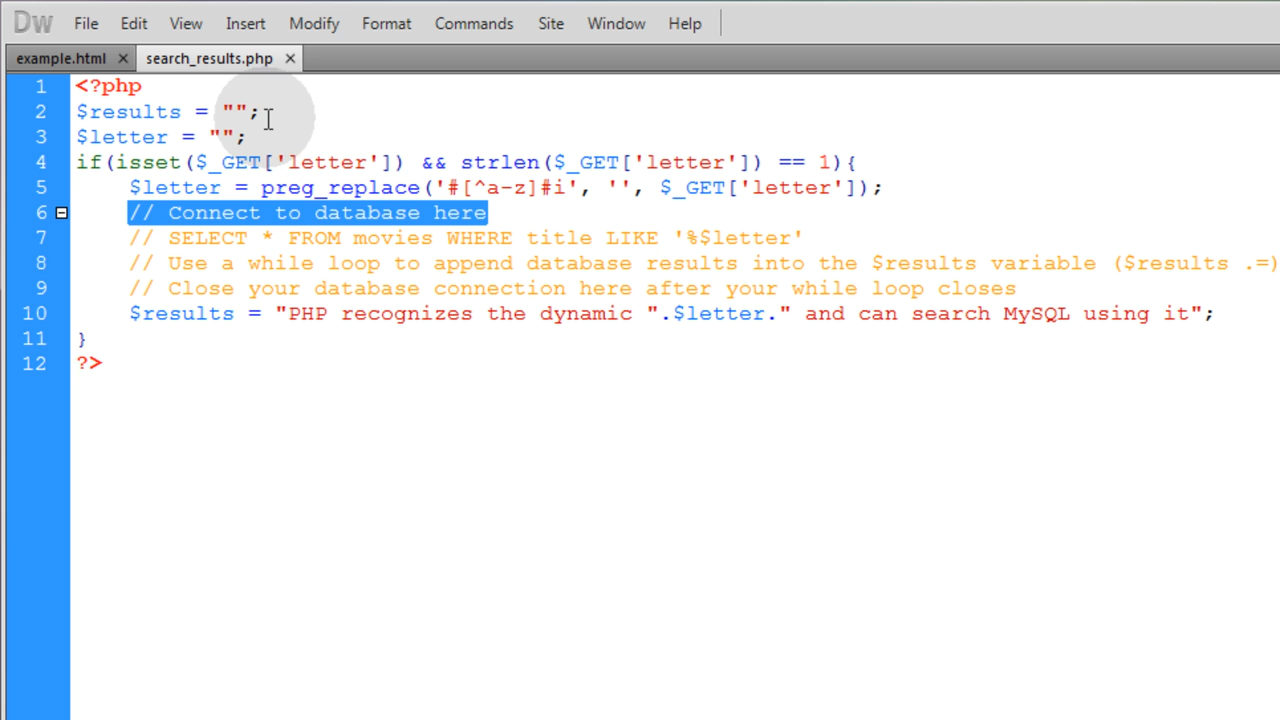 Dw File Edit View Insert Modify Format Commands Site Window Help
example.html × search_results.php ×
1 <?php
2 $results = "";
3 $letter = "";
4 if(isset($_GET['letter']) && strlen($_GET['letter']) == 1){
5 $letter = preg_replace('#[^a-z]#i', '', $_GET['letter']);
6 // Connect to database here
7 // SELECT * FROM movies WHERE title LIKE '%$letter'
8 // Use a while loop to append database results into the $results variable ($results .=)
9 // Close your database connection here after your while loop closes
10 $results = "PHP recognizes the dynamic ".$letter." and can search MySQL using it";
11 }
12 ?>